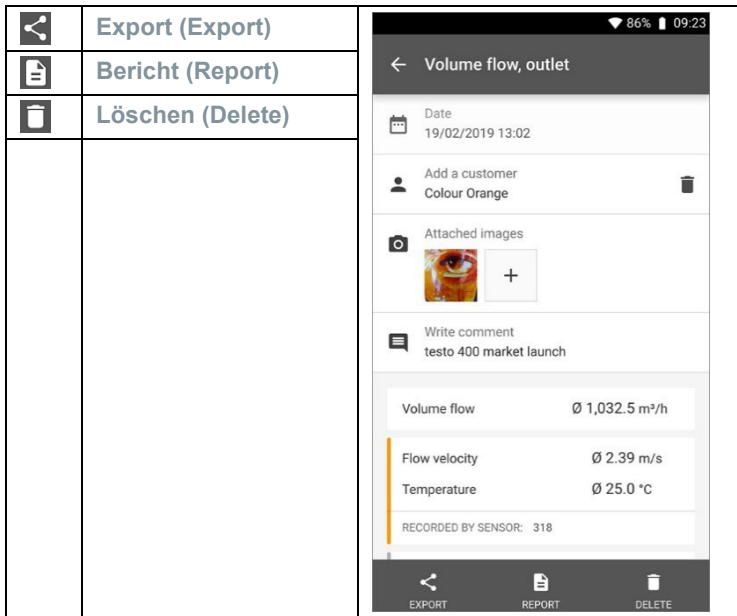 Export (Export)
Bericht (Report)
Löschen (Delete)
86% 09:23
Volume flow, outlet
Date
19/02/2019 13:02
Add a customer
Colour Orange
Attached images
+
Write comment
testo 400 market launch
Volume flow Ø 1,032.5 m³/h
Flow velocity Ø 2.39 m/s
Temperature Ø 25.0 °C
RECORDED BY SENSOR: 318
EXPORT REPORT DELETE